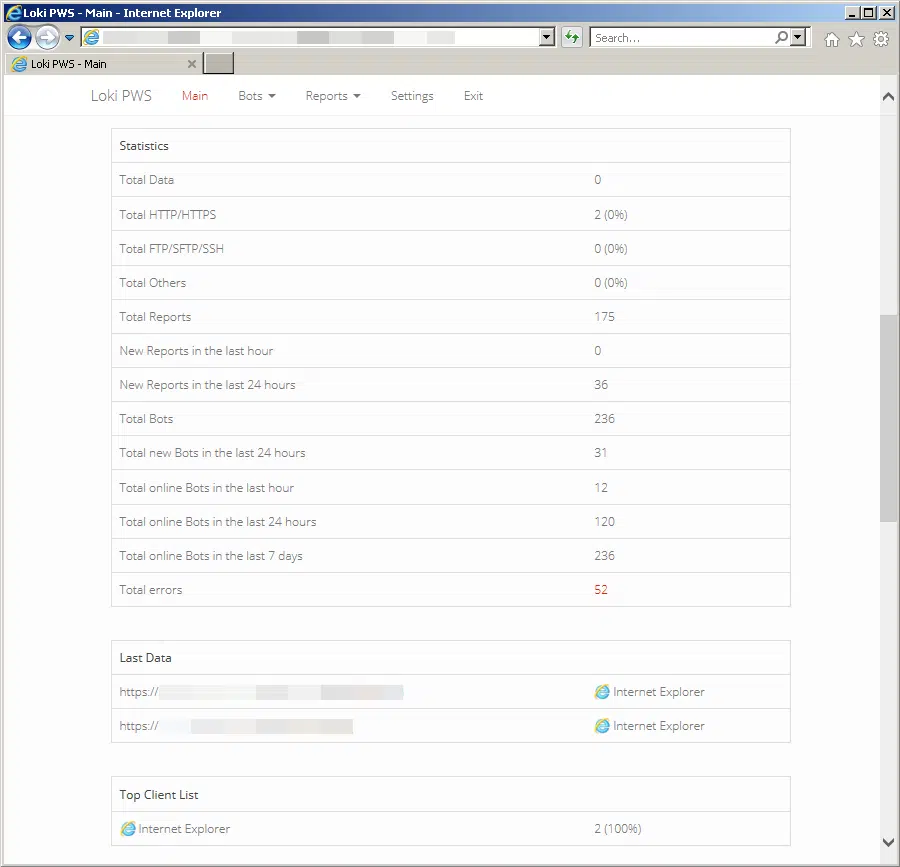 Loki PWS - Main - Internet Explorer
Search...
Loki PWS - Main
Loki PWS Main Bots Reports Settings Exit
Statistics
Total Data 0
Total HTTP/HTTPS 2 (0%)
Total FTP/SFTP/SSH 0 (0%)
Total Others 0 (0%)
Total Reports 175
New Reports in the last hour 0
New Reports in the last 24 hours 36
Total Bots 236
Total new Bots in the last 24 hours 31
Total online Bots in the last hour 12
Total online Bots in the last 24 hours 120
Total online Bots in the last 7 days 236
Total errors 52
Last Data
https:// Internet Explorer
https:// Internet Explorer
Top Client List
Internet Explorer 2 (100%)